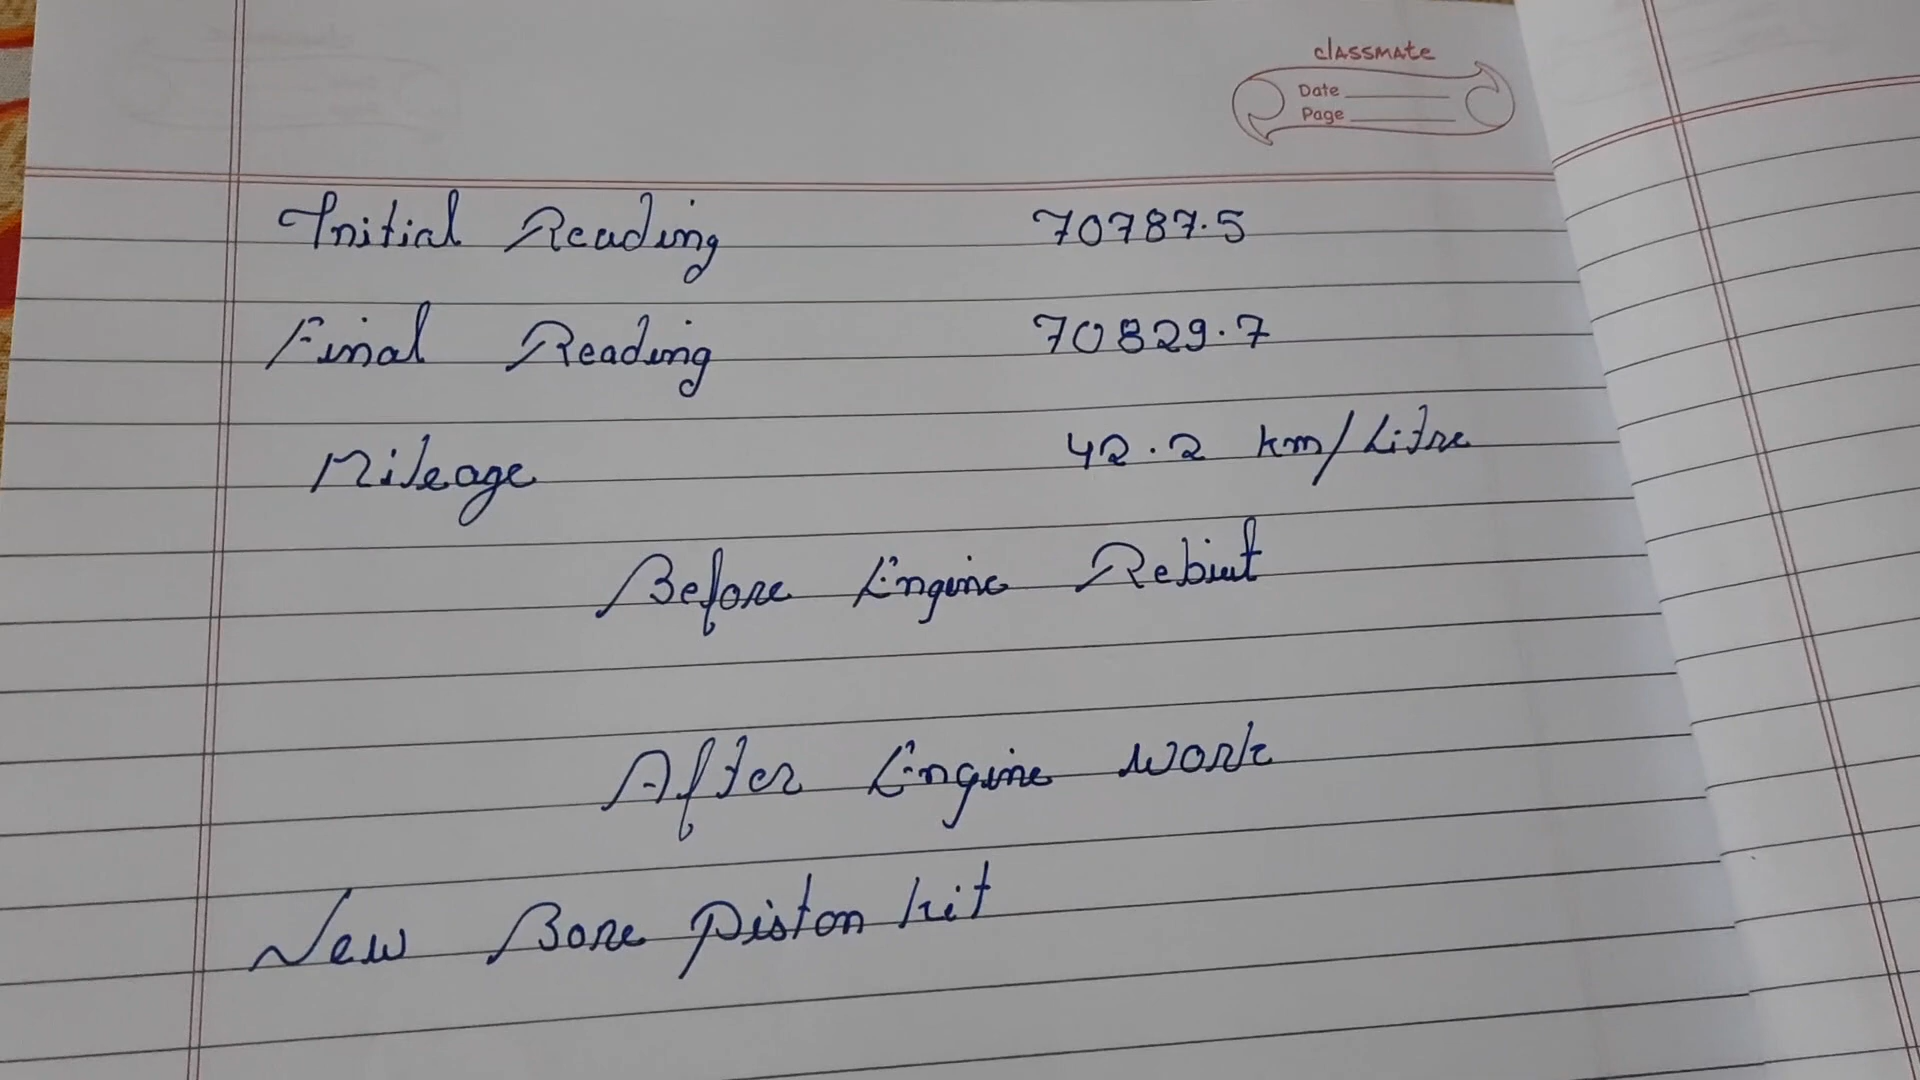 classmate
Date
Page
Initial Reading 70787.5
Final Reading 70829.7
Mileage 42.2 km/Litre
Before Engine Rebiut
After Engine work
New Bore piston kit